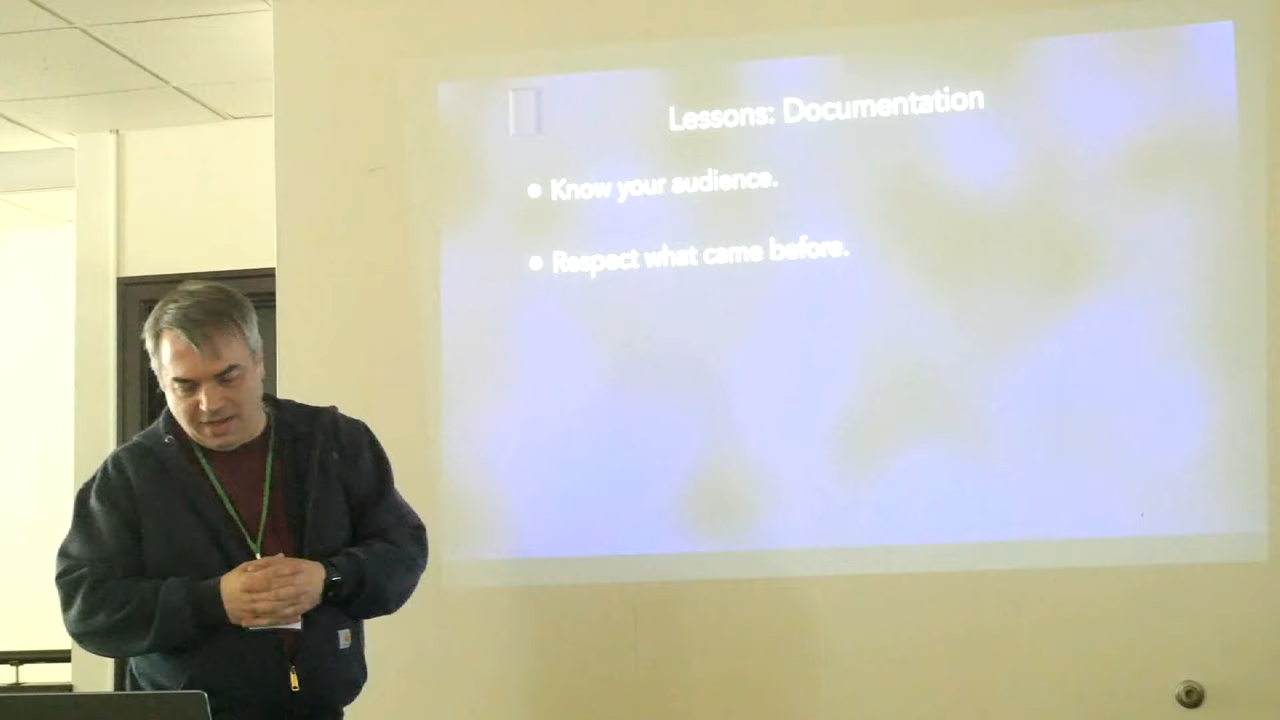 Lessons: Documentation
• Know your audience.
• Respect what came before.